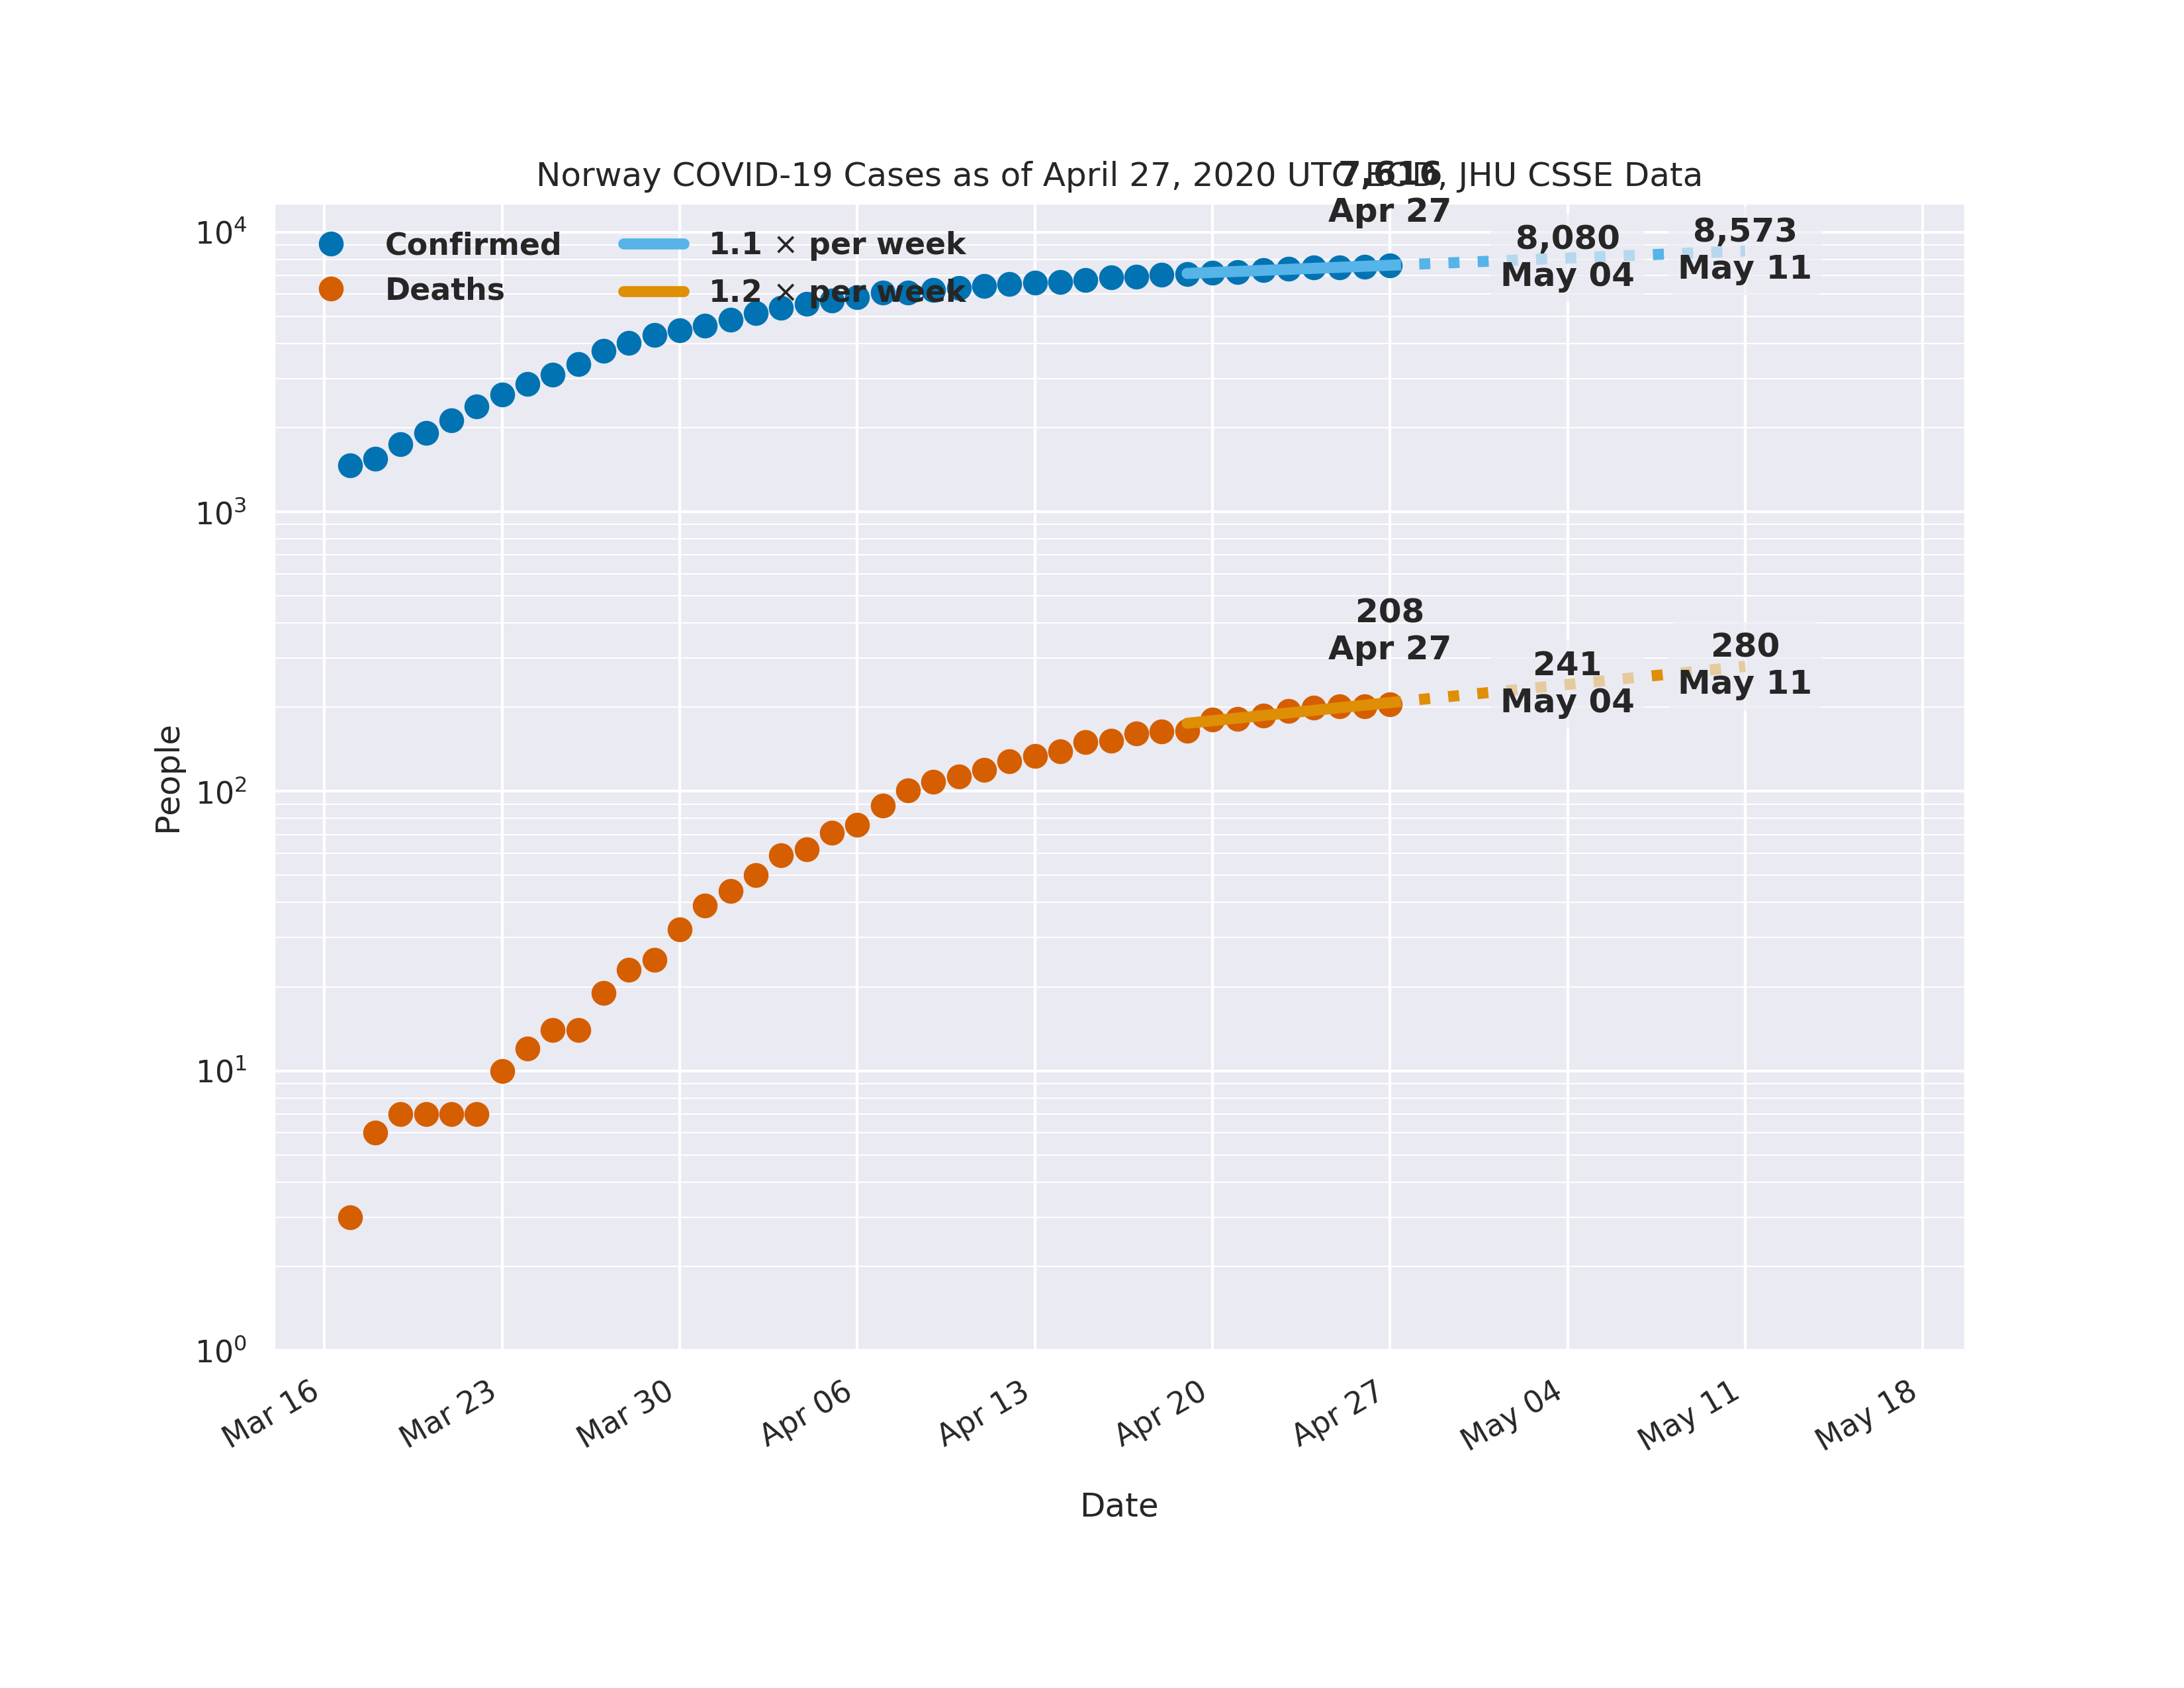 Norway COVID-19 Cases as of April 27, 2020 UTC EOD, JHU CSSE Data
7,616
Apr 27
8,080
May 04
8,573
May 11
Confirmed
Deaths
1.1 × per week
1.2 × per week
208
Apr 27
241
May 04
280
May 11
People
10⁴
10³
10²
10¹
10⁰
Mar 16
Mar 23
Mar 30
Apr 06
Apr 13
Apr 20
Apr 27
May 04
May 11
May 18
Date